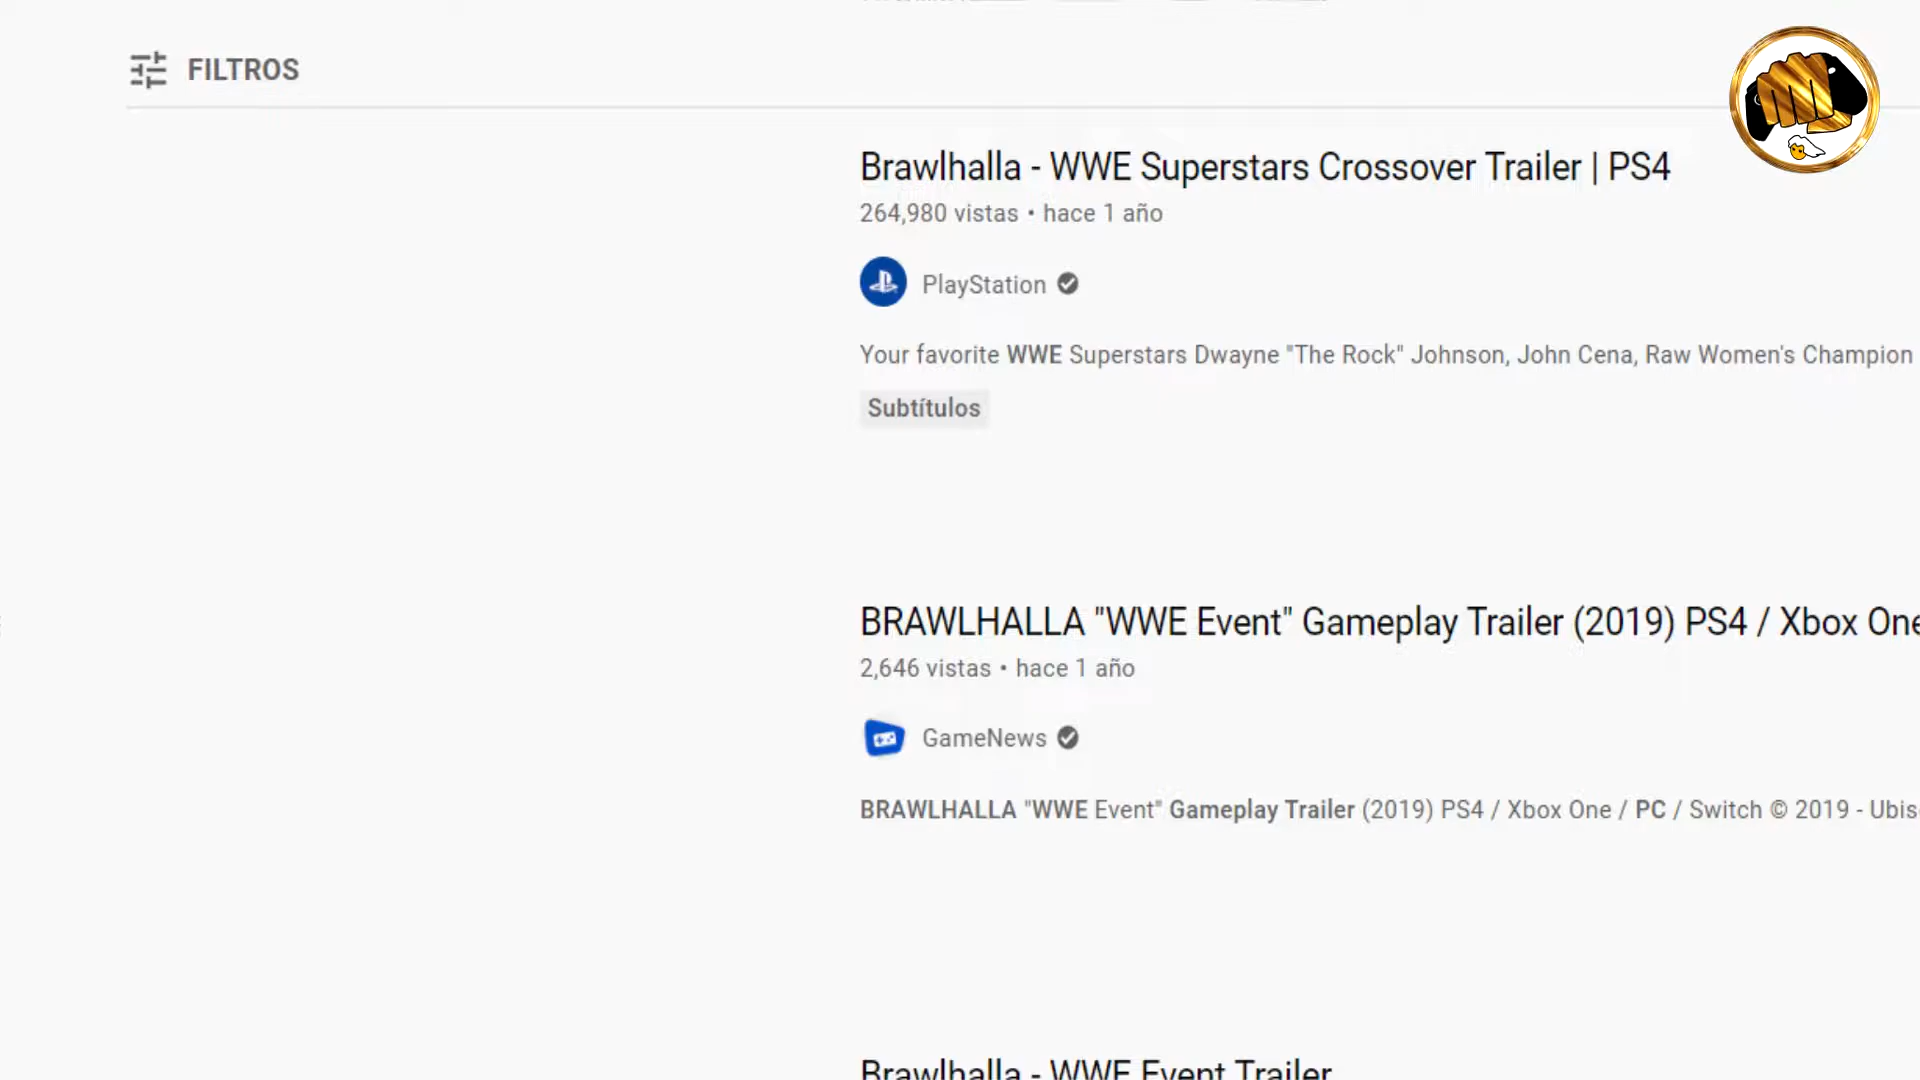 FILTROS
Brawlhalla - WWE Superstars Crossover Trailer | PS4
264,980 vistas • hace 1 año
PlayStation
Your favorite WWE Superstars Dwayne "The Rock" Johnson, John Cena, Raw Women's Champion
Subtítulos
BRAWLHALLA "WWE Event" Gameplay Trailer (2019) PS4 / Xbox One
2,646 vistas • hace 1 año
GameNews
BRAWLHALLA "WWE Event" Gameplay Trailer (2019) PS4 / Xbox One / PC / Switch © 2019 - Ubis
Brawlhalla - WWE Event Trailer